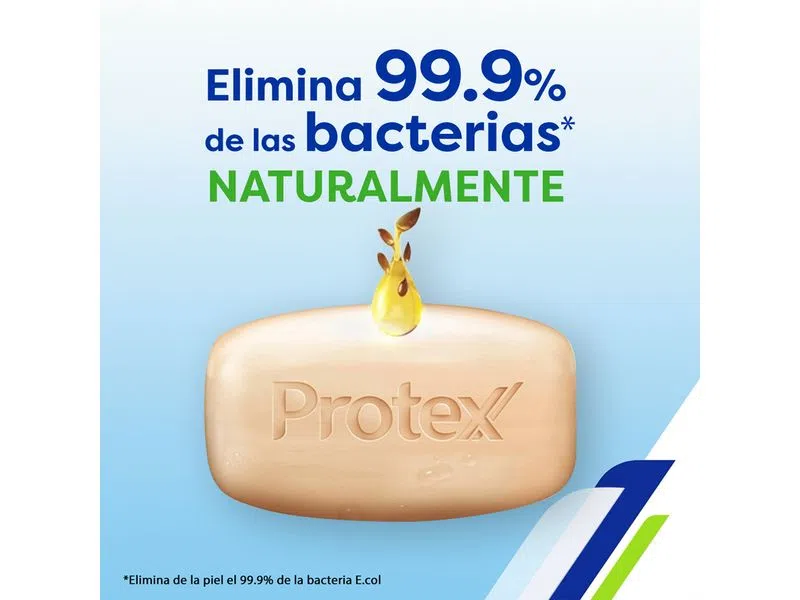 Elimina 99.9%
de las bacterias*
NATURALMENTE
Protex
*Elimina de la piel el 99.9% de la bacteria E.col